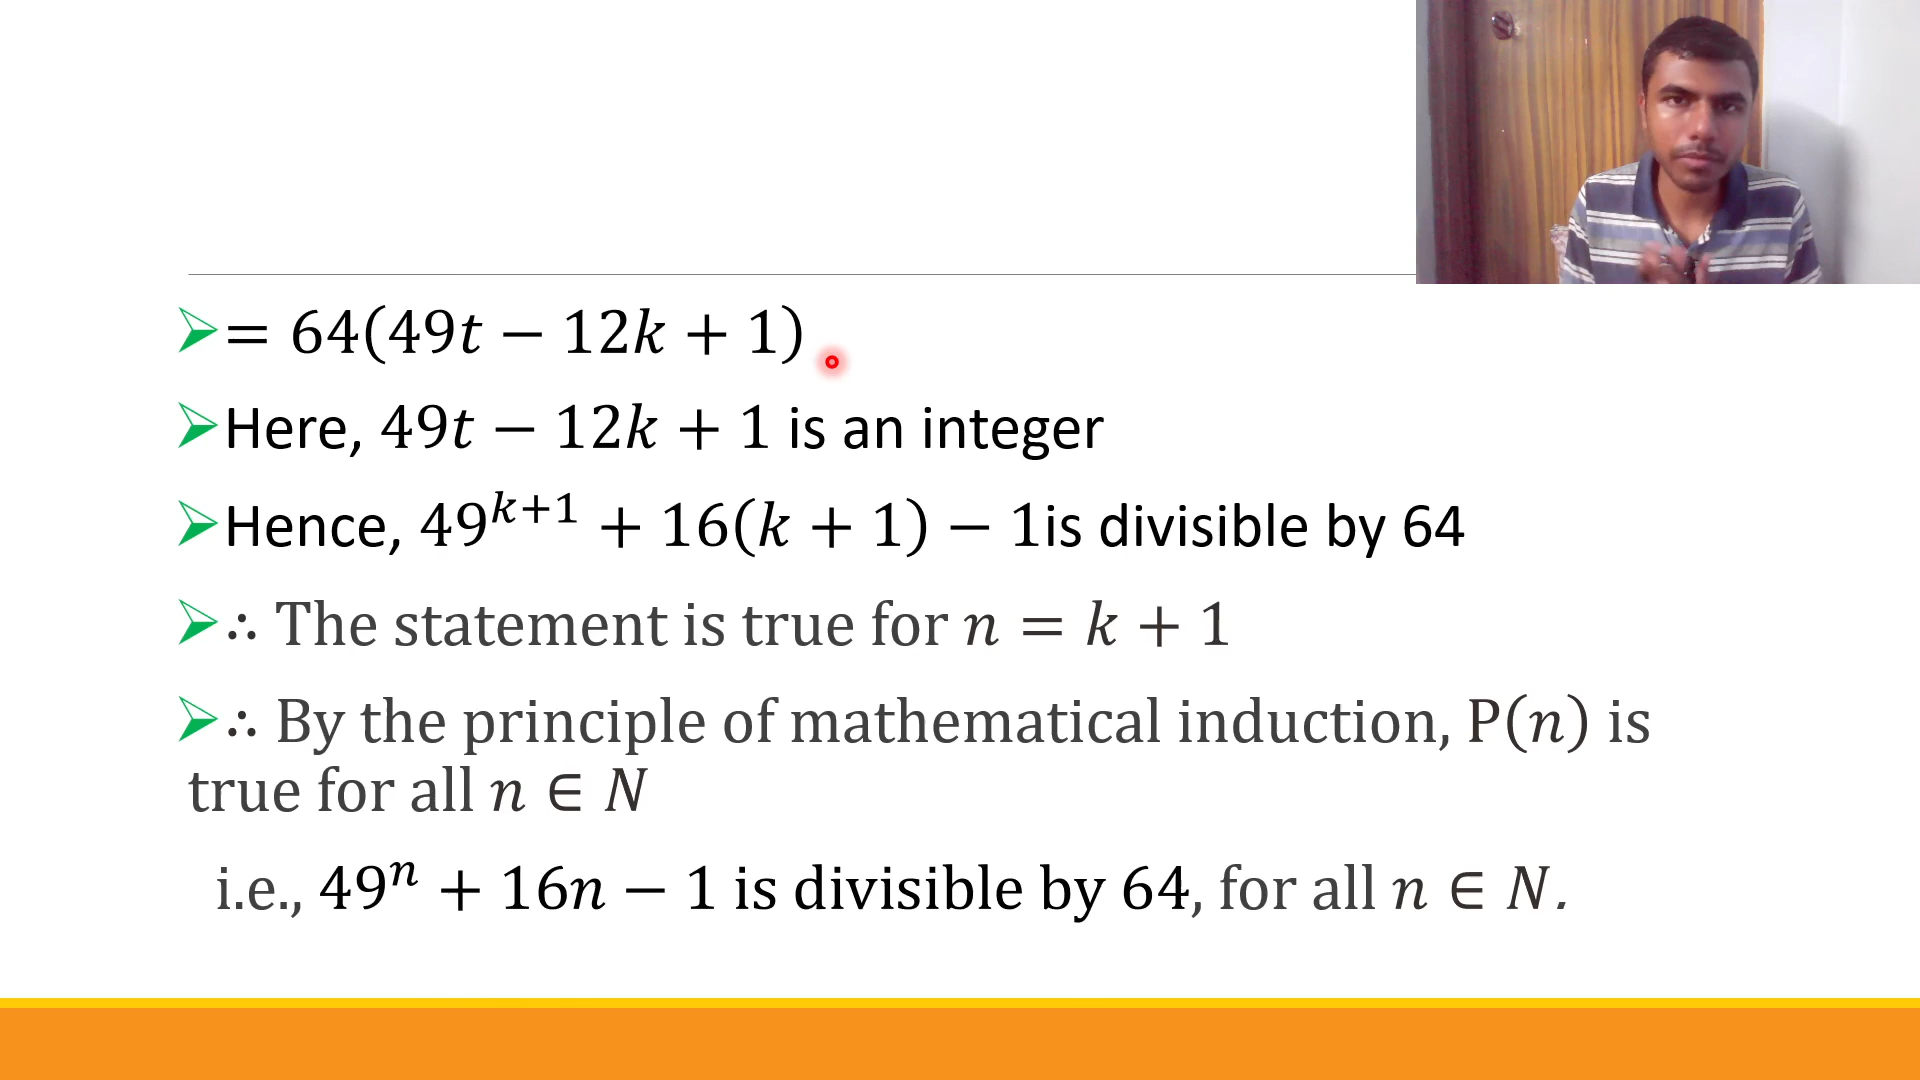 = 64(49t − 12k + 1)
Here, 49t − 12k + 1 is an integer
Hence, 49^{k+1} + 16(k + 1) − 1is divisible by 64
∴ The statement is true for n = k + 1
∴ By the principle of mathematical induction, P(n) is
true for all n ∈ N
i.e., 49^n + 16n − 1 is divisible by 64, for all n ∈ N.